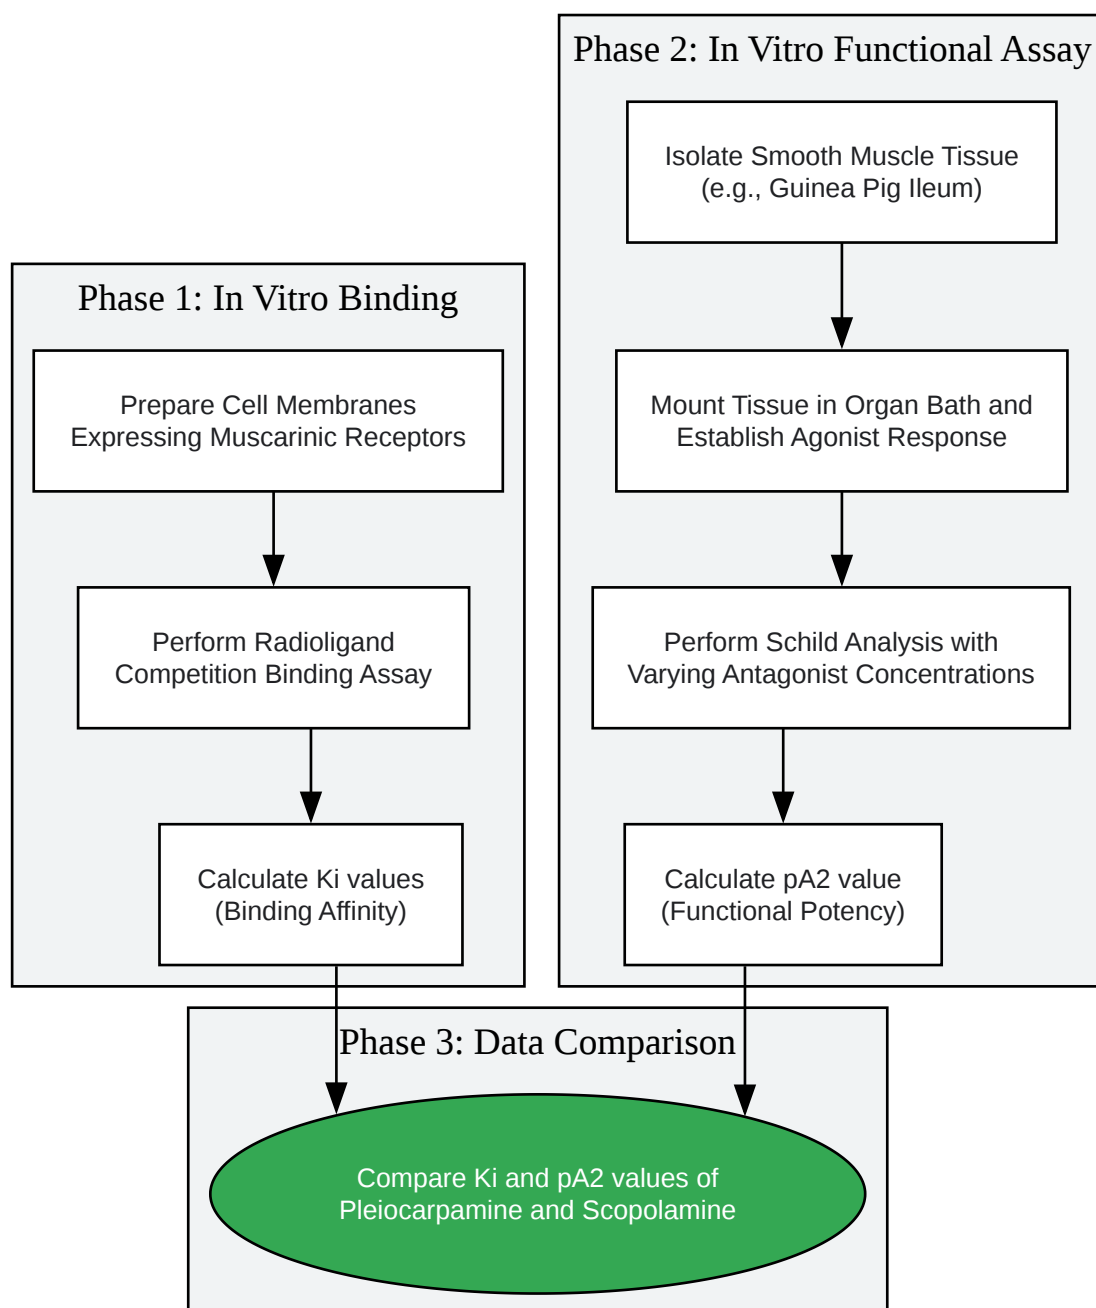 Phase 1: In Vitro Binding
Prepare Cell Membranes
Expressing Muscarinic Receptors
Perform Radioligand
Competition Binding Assay
Calculate Ki values
(Binding Affinity)
Phase 2: In Vitro Functional Assay
Isolate Smooth Muscle Tissue
(e.g., Guinea Pig Ileum)
Mount Tissue in Organ Bath and
Establish Agonist Response
Perform Schild Analysis with
Varying Antagonist Concentrations
Calculate pA2 value
(Functional Potency)
Phase 3: Data Comparison
Compare Ki and pA2 values of
Pleiocarpamine and Scopolamine